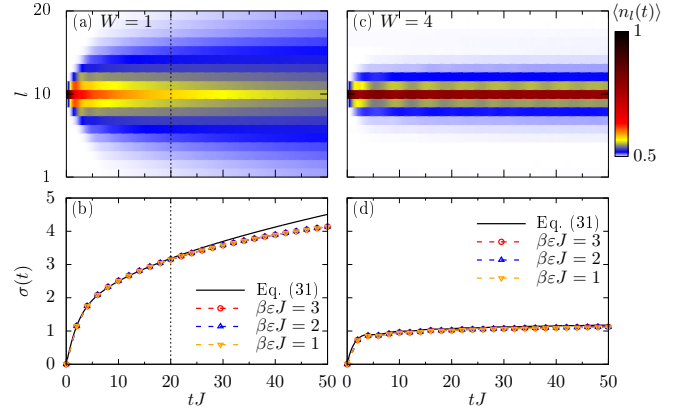 (a) W = 1
(c) W = 4
⟨n_l(t)⟩
20
10
1
l
1
0.5
(b)
(d)
5
4
3
2
1
0
σ(t)
Eq. (31)
βεJ = 3
βεJ = 2
βεJ = 1
Eq. (31)
βεJ = 3
βεJ = 2
βεJ = 1
0 10 20 30 40 50
0 10 20 30 40 50
tJ
tJ